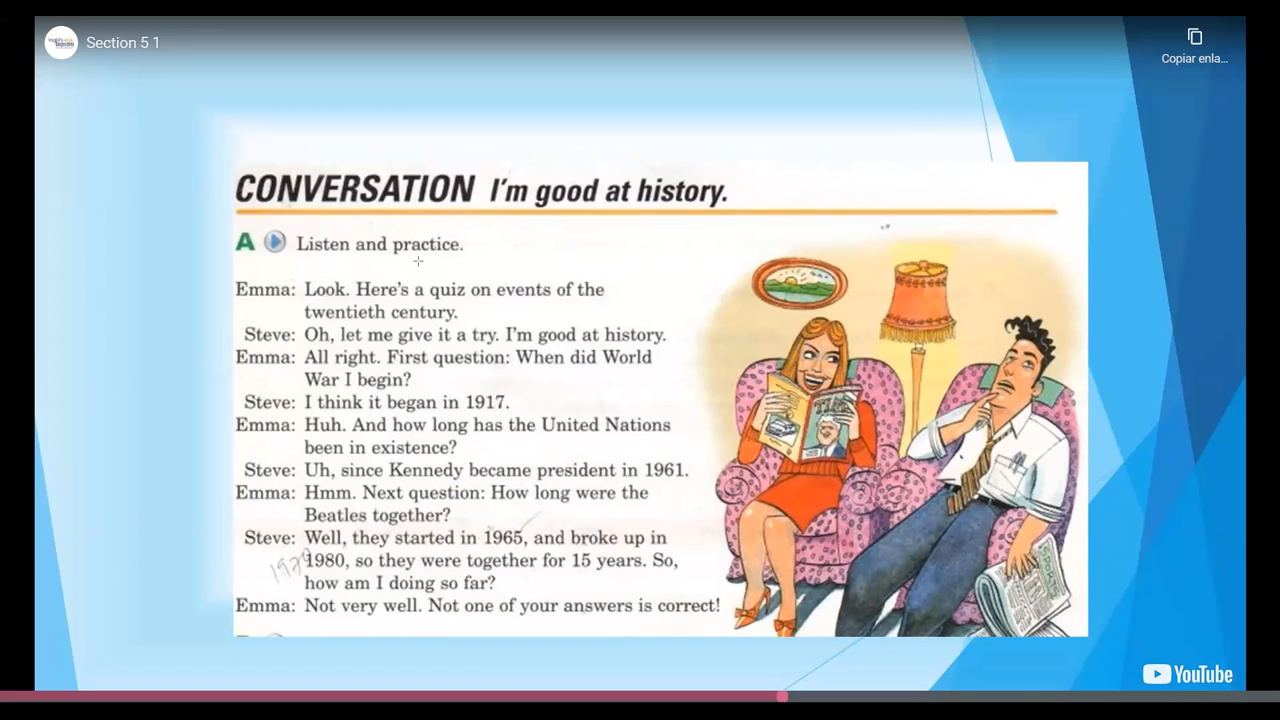 Section 5 1
Copiar enla...
CONVERSATION I'm good at history.
A Listen and practice.
Emma: Look. Here's a quiz on events of the
twentieth century.
Steve: Oh, let me give it a try. I'm good at history.
Emma: All right. First question: When did World
War I begin?
Steve: I think it began in 1917.
Emma: Huh. And how long has the United Nations
been in existence?
Steve: Uh, since Kennedy became president in 1961.
Emma: Hmm. Next question: How long were the
Beatles together?
Steve: Well, they started in 1965, and broke up in
1980, so they were together for 15 years. So,
how am I doing so far?
Emma: Not very well. Not one of your answers is correct!
YouTube